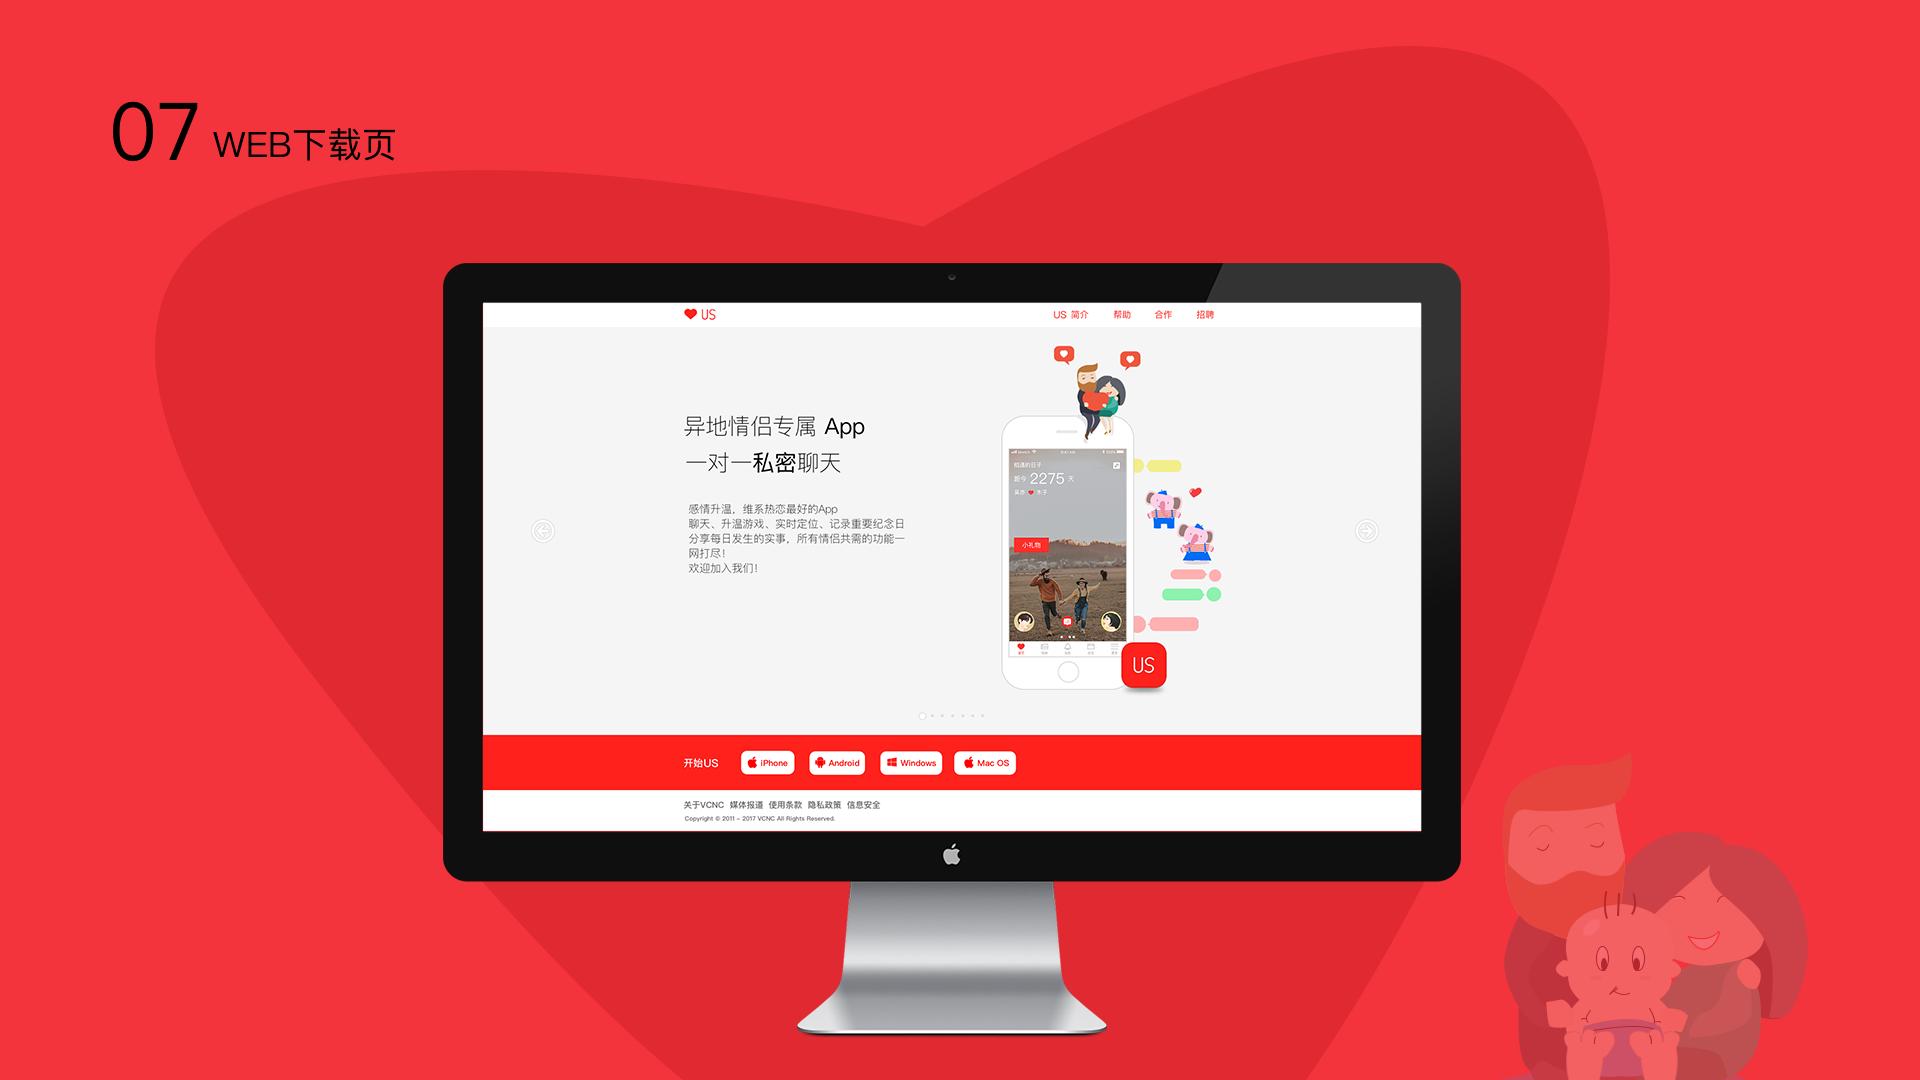 07 WEB下载页
US
US 简介 帮助 合作 招聘
异地情侣专属 App
一对一私密聊天
感情升温，维系热恋最好的App
聊天、升温游戏、实时定位、记录重要纪念日
分享每日发生的实事，所有情侣共需的功能一
网打尽！
欢迎加入我们！
相遇的日子
距今 2275 天
小礼物
US
开始US iPhone Android Windows Mac OS
关于VCNC 媒体报道 使用条款 隐私政策 信息安全
Copyright © 2011 - 2017 VCNC All Rights Reserved.